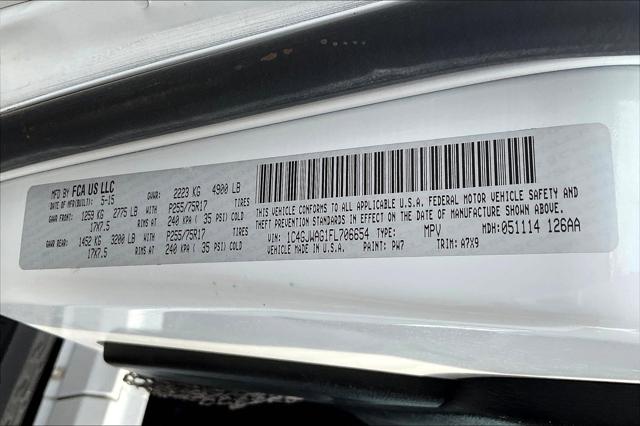 MFD BY FCA US LLC
DATE OF MFR(BUILT): 5-15 GVWR: 2223 KG 4900 LB
GAWR FRONT: 1259 KG 2775 LB WITH P255/75R17 TIFL
17X7.5 RIMS AT 240 KPA ( 35 PSI) COLD
GAWR REAR: 1452 KG 3200 LB WITH P255/75R17 TIRES
17X7.5 RIMS AT 240 KPA ( 35 PSI) COLD
THIS VEHICLE CONFORMS TO ALL APPLICABLE U.S.A. FEDERAL MOTOR VEHICLE SAFETY AND
THEFT PREVENTION STANDARDS IN EFFECT ON THE DATE OF MANUFACTURE SHOWN ABOVE.
VIN: 1C4GJWAG1FL706654 TYPE: MPV MDH: 051114 126AA
VEHICLE MADE IN U.S.A. PAINT: PW7 TRIM: A7X9